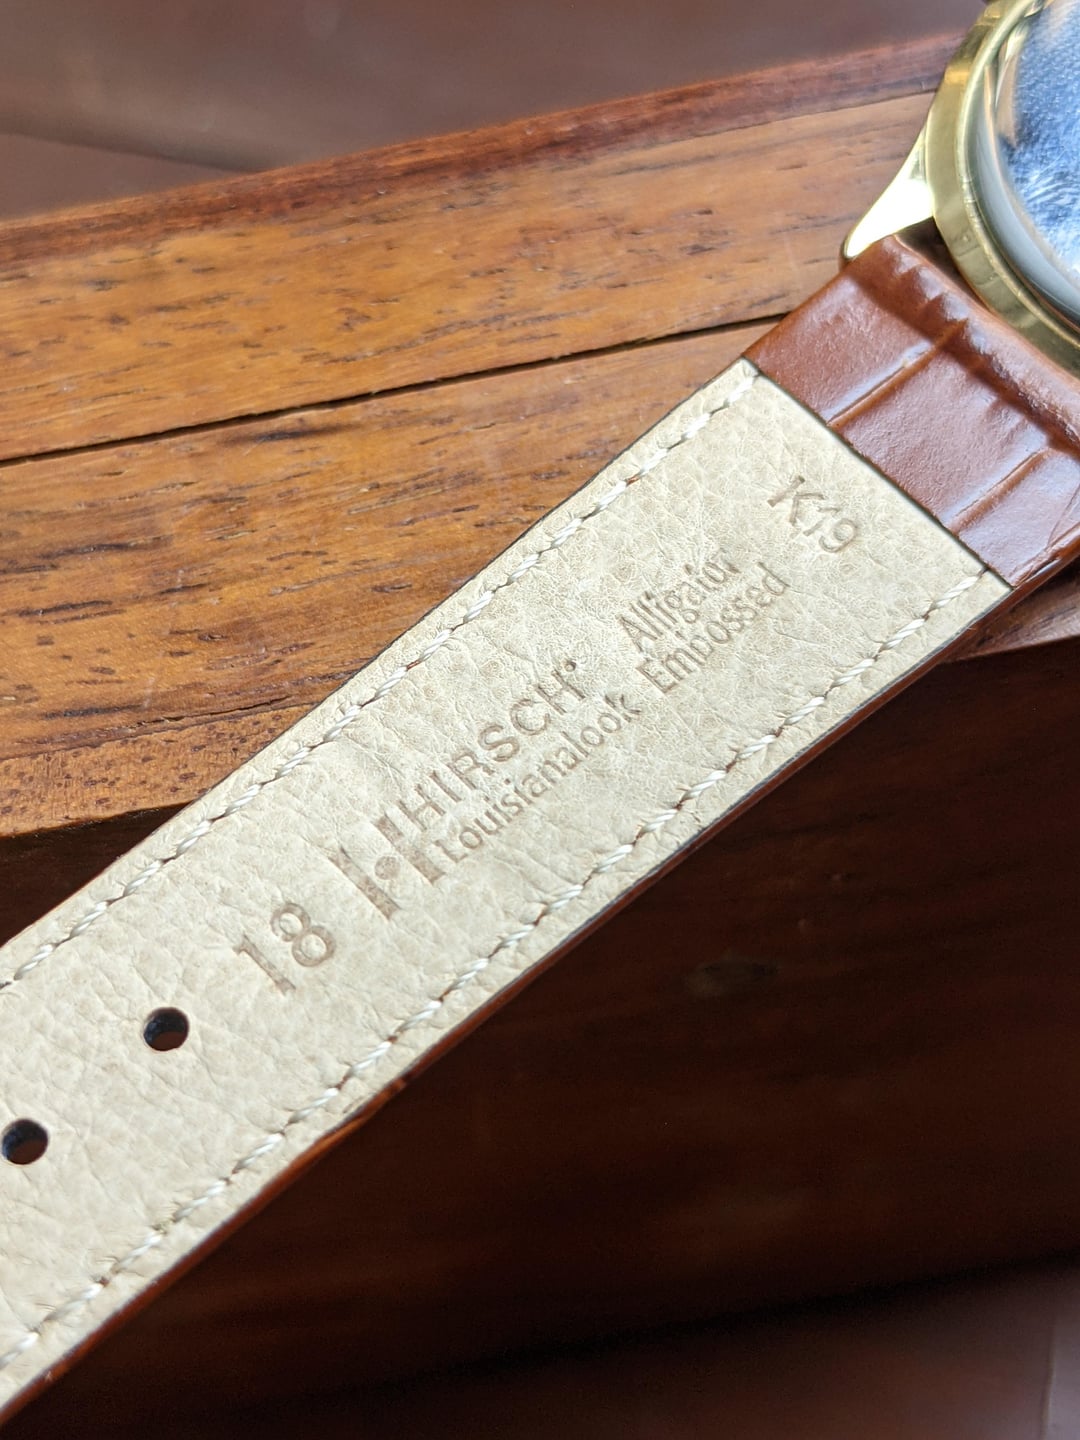 18
HIRSCH
Louisianalook
Alligator
Embossed
K19